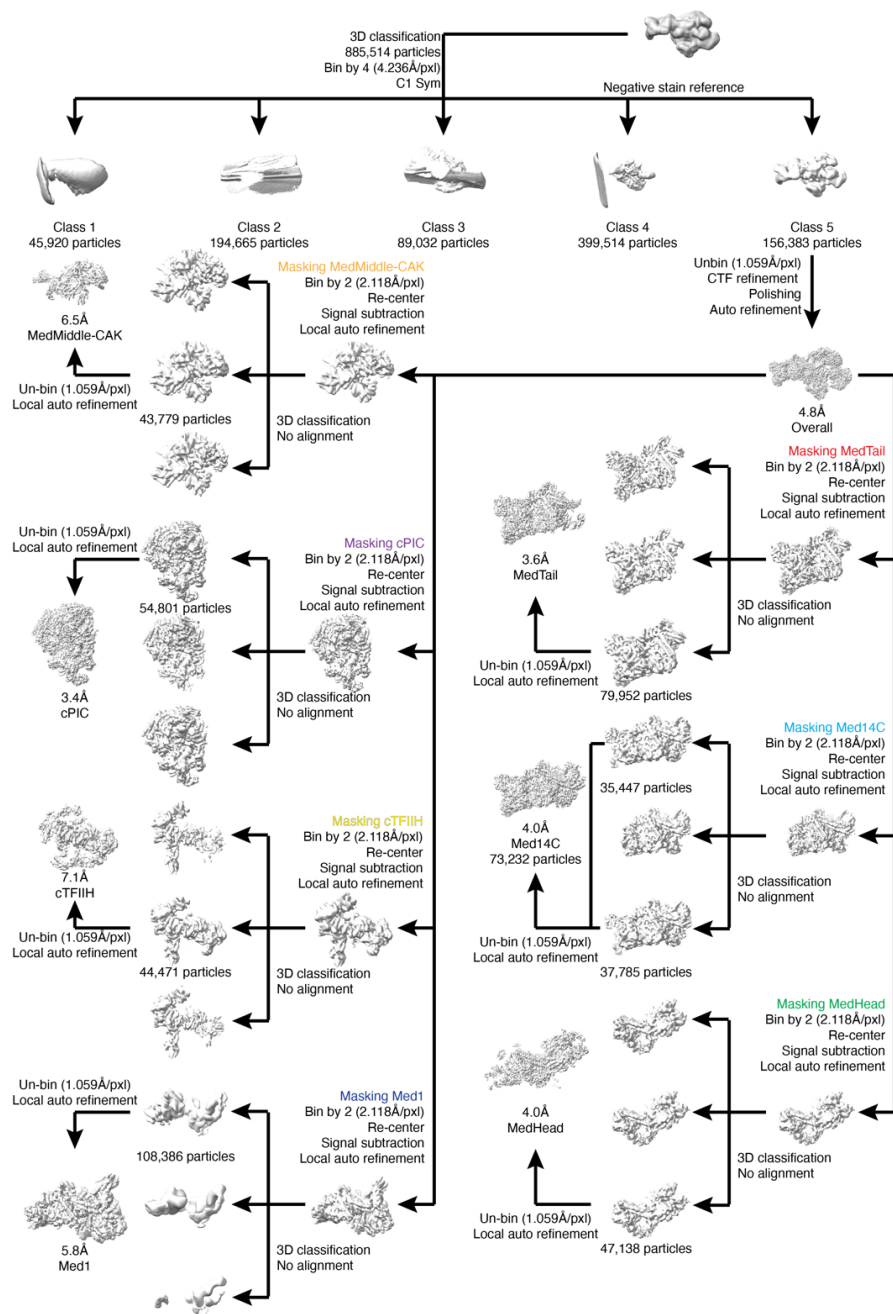 3D classification
885,514 particles
Bin by 4 (4.236Å/pxl)
C1 Sym
Negative stain reference
Class 1
45,920 particles
Class 2
194,665 particles
Class 3
89,032 particles
Class 4
399,514 particles
Class 5
156,383 particles
Unbin (1.059Å/pxl)
CTF refinement
Polishing
Auto refinement
4.8Å
Overall
Masking MedMiddle-CAK
Bin by 2 (2.118Å/pxl)
Re-center
Signal subtraction
Local auto refinement
6.5Å
MedMiddle-CAK
Un-bin (1.059Å/pxl)
Local auto refinement
43,779 particles
3D classification
No alignment
Masking cPIC
Bin by 2 (2.118Å/pxl)
Re-center
Signal subtraction
Local auto refinement
Un-bin (1.059Å/pxl)
Local auto refinement
54,801 particles
3.4Å
cPIC
3D classification
No alignment
Masking cTFIIH
Bin by 2 (2.118Å/pxl)
Re-center
Signal subtraction
Local auto refinement
7.1Å
cTFIIH
Un-bin (1.059Å/pxl)
Local auto refinement
44,471 particles
3D classification
No alignment
Masking Med1
Bin by 2 (2.118Å/pxl)
Re-center
Signal subtraction
Local auto refinement
Un-bin (1.059Å/pxl)
Local auto refinement
108,386 particles
5.8Å
Med1
3D classification
No alignment
Masking MedTail
Bin by 2 (2.118Å/pxl)
Re-center
Signal subtraction
Local auto refinement
3.6Å
MedTail
3D classification
No alignment
Un-bin (1.059Å/pxl)
Local auto refinement
79,952 particles
Masking Med14C
Bin by 2 (2.118Å/pxl)
Re-center
Signal subtraction
Local auto refinement
35,447 particles
4.0Å
Med14C
73,232 particles
3D classification
No alignment
Un-bin (1.059Å/pxl)
Local auto refinement
37,785 particles
Masking MedHead
Bin by 2 (2.118Å/pxl)
Re-center
Signal subtraction
Local auto refinement
4.0Å
MedHead
3D classification
No alignment
Un-bin (1.059Å/pxl)
Local auto refinement
47,138 particles